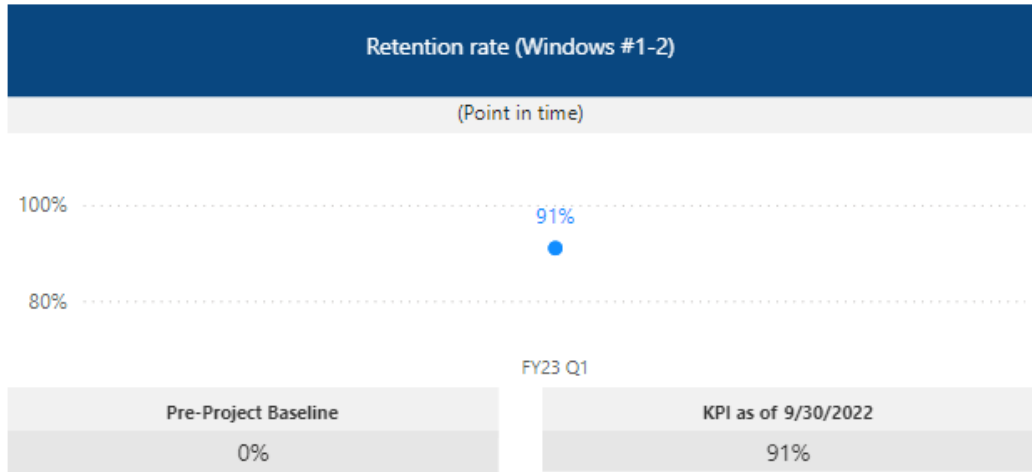 Retention rate (Windows #1-2)
(Point in time)
100%
91%
80%
FY23 Q1
Pre-Project Baseline
KPI as of 9/30/2022
0%
91%